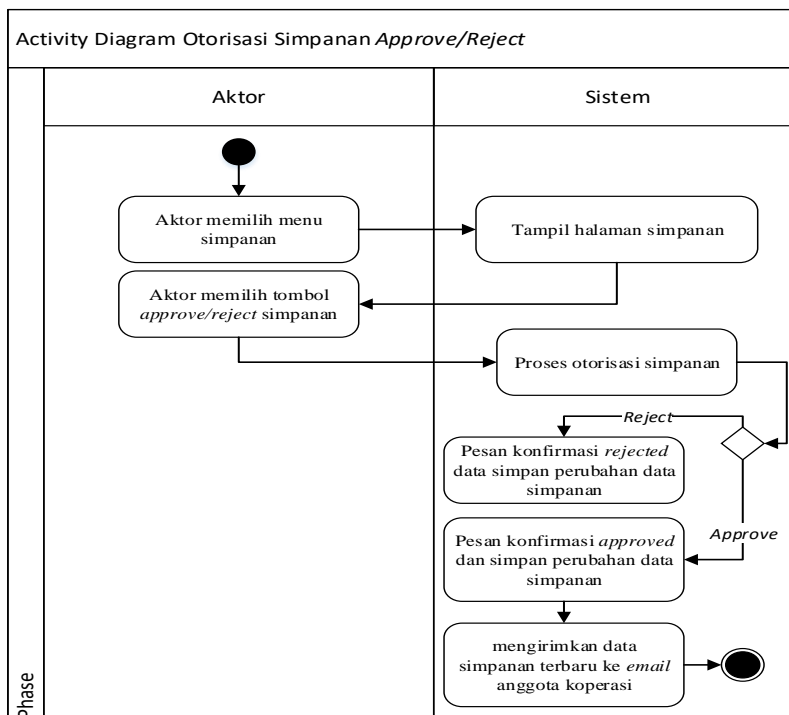 Activity Diagram Otorisasi Simpanan Approve/Reject
Aktor
Sistem
Aktor memilih menu
simpanan
Tampil halaman simpanan
Aktor memilih tombol
approve/reject simpanan
Proses otorisasi simpanan
Reject
Pesan konfirmasi rejected
data simpan perubahan data
simpanan
Approve
Pesan konfirmasi approved
dan simpan perubahan data
simpanan
mengirimkan data
simpanan terbaru ke email
anggota koperasi
Phase